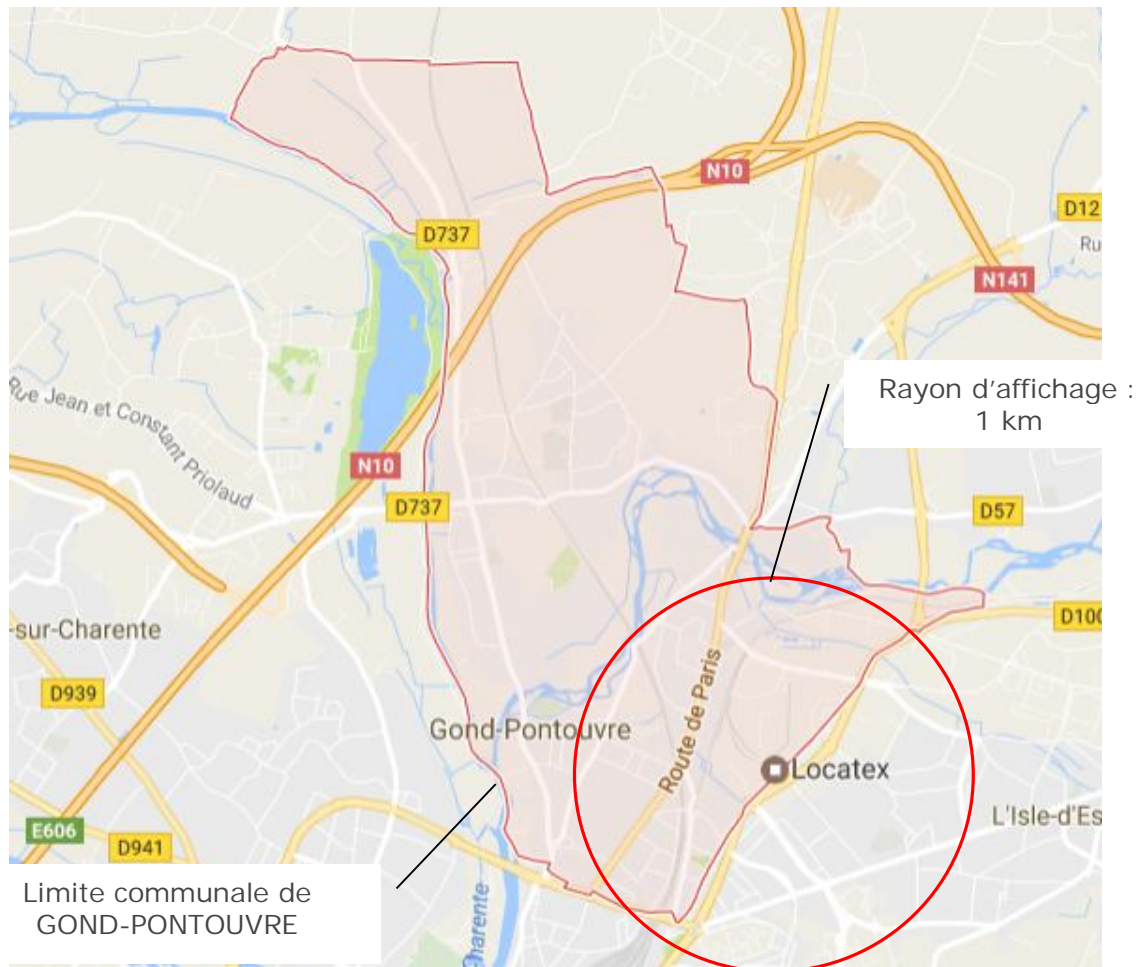 N10
D12
Ru
D737
N141
Rayon d'affichage :
1 km
Rue Jean et Constant Priolaud
N10
D737
D57
-sur-Charente
D100
D939
Gond-Pontouvre
Route de Paris
Locatex
L'Isle-d'Es
E606
D941
Limite communale de
GOND-PONTOUVRE
Charente